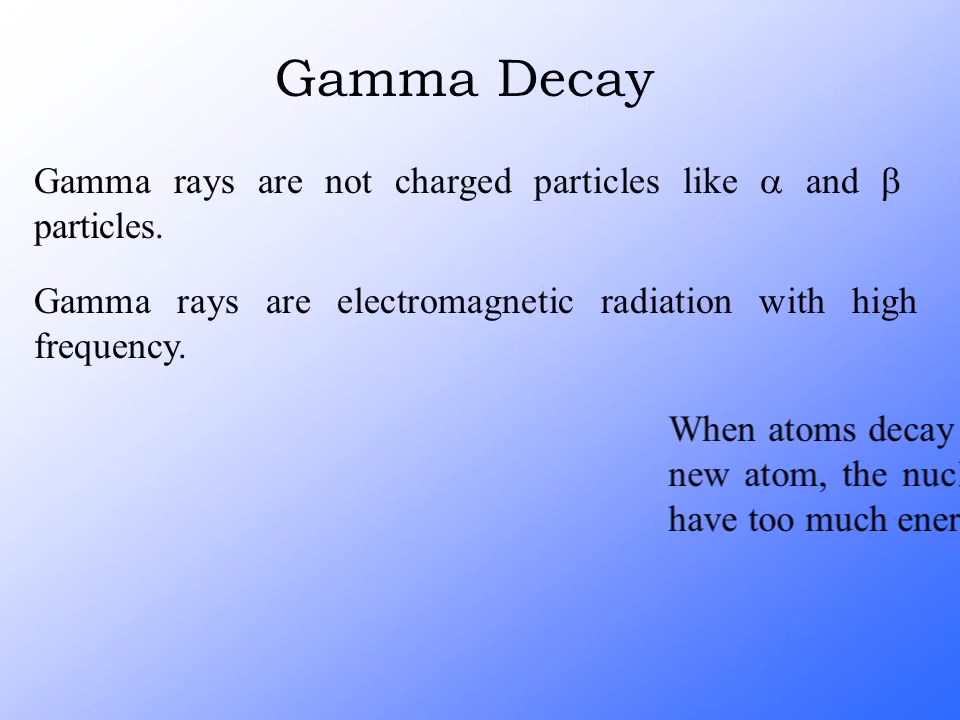 Gamma Decay
Gamma rays are not charged particles like α and β
particles.
Gamma rays are electromagnetic radiation with high
frequency.
When atoms decay
new atom, the
have too much